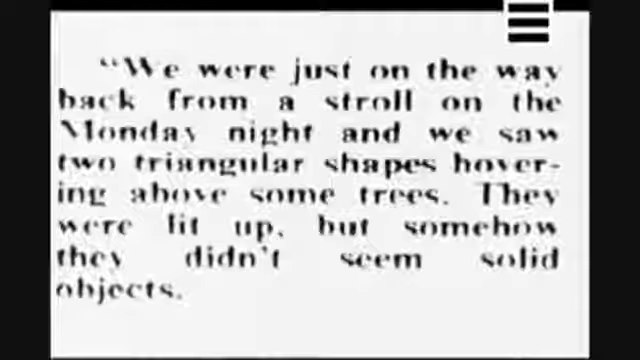 “We were just on the way
back from a stroll on the
Monday night and we saw
two triangular shapes hover-
ing above some trees. They
were lit up, but somehow
they didn't seem solid
objects.